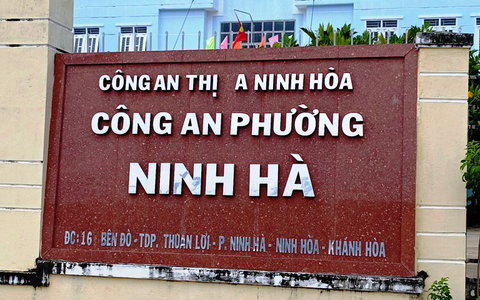 CÔNG AN THỊ A NINH HÒA
CÔNG AN PHƯỜNG
NINH HÀ
ĐC: 16 BẾN ĐÒ - TDP. THUẬN LỢI - P. NINH HÀ - NINH HÒA - KHÁNH HÒA